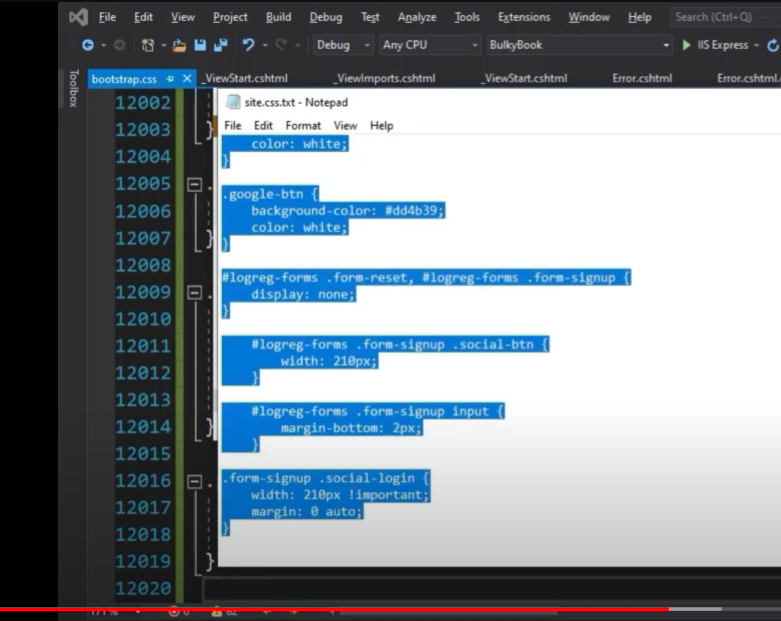 File Edit View Project Build Debug Test Analyze Tools Extensions Window Help Search (Ctrl+Q)
Debug Any CPU BulkyBook IIS Express
Toolbox
bootstrap.css _ViewStart.cshtml _ViewImports.cshtml _ViewStart.cshtml Error.cshtml Error.cshtml.
12002
12003 }
12004
12005 .
12006
12007 }
12008
12009 .
12010
12011
12012
12013
12014 }
12015
12016 .
12017
12018
12019 }
12020
site.css.txt - Notepad
File Edit Format View Help
color: white;
}
.google-btn {
background-color: #dd4b39;
color: white;
}
#logreg-forms .form-reset, #logreg-forms .form-signup {
display: none;
}
#logreg-forms .form-signup .social-btn {
width: 210px;
}
#logreg-forms .form-signup input {
margin-bottom: 2px;
}
.form-signup .social-login {
width: 210px !important;
margin: 0 auto;
}
171 % 0 62